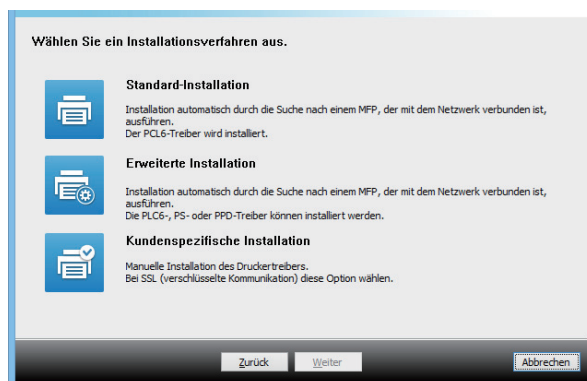 Wählen Sie ein Installationsverfahren aus.
Standard-Installation
Installation automatisch durch die Suche nach einem MFP, der mit dem Netzwerk verbunden ist,
ausführen.
Der PCL6-Treiber wird installiert.
Erweiterte Installation
Installation automatisch durch die Suche nach einem MFP, der mit dem Netzwerk verbunden ist,
ausführen.
Die PLC6-, PS- oder PPD-Treiber können installiert werden.
Kundenspezifische Installation
Manuelle Installation des Druckertreibers.
Bei SSL (verschlüsselte Kommunikation) diese Option wählen.
Zurück Weiter Abbrechen